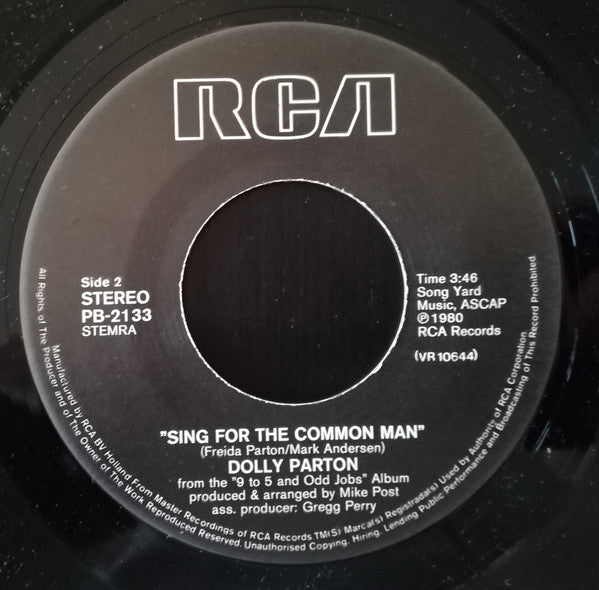 RCA
Side 2
STEREO
PB-2133
STEMRA
Time 3:46
Song Yard
Music, ASCAP
℗ 1980
RCA Records
(VR 10644)
"SING FOR THE COMMON MAN"
(Freida Parton/Mark Andersen)
DOLLY PARTON
from the "9 to 5 and Odd Jobs" Album
produced & arranged by Mike Post
ass. producer: Gregg Perry
Manufactured by RCA BV Holland From Master Recordings of RCA Records TM(S) Marca(s) Registrada(s) Used by Authority of RCA Corporation
All Rights of The Producer and of The Owner of The Work Reproduced Reserved. Unauthorised Copying, Hiring, Lending Public Performance and Broadcasting of This Record Prohibited